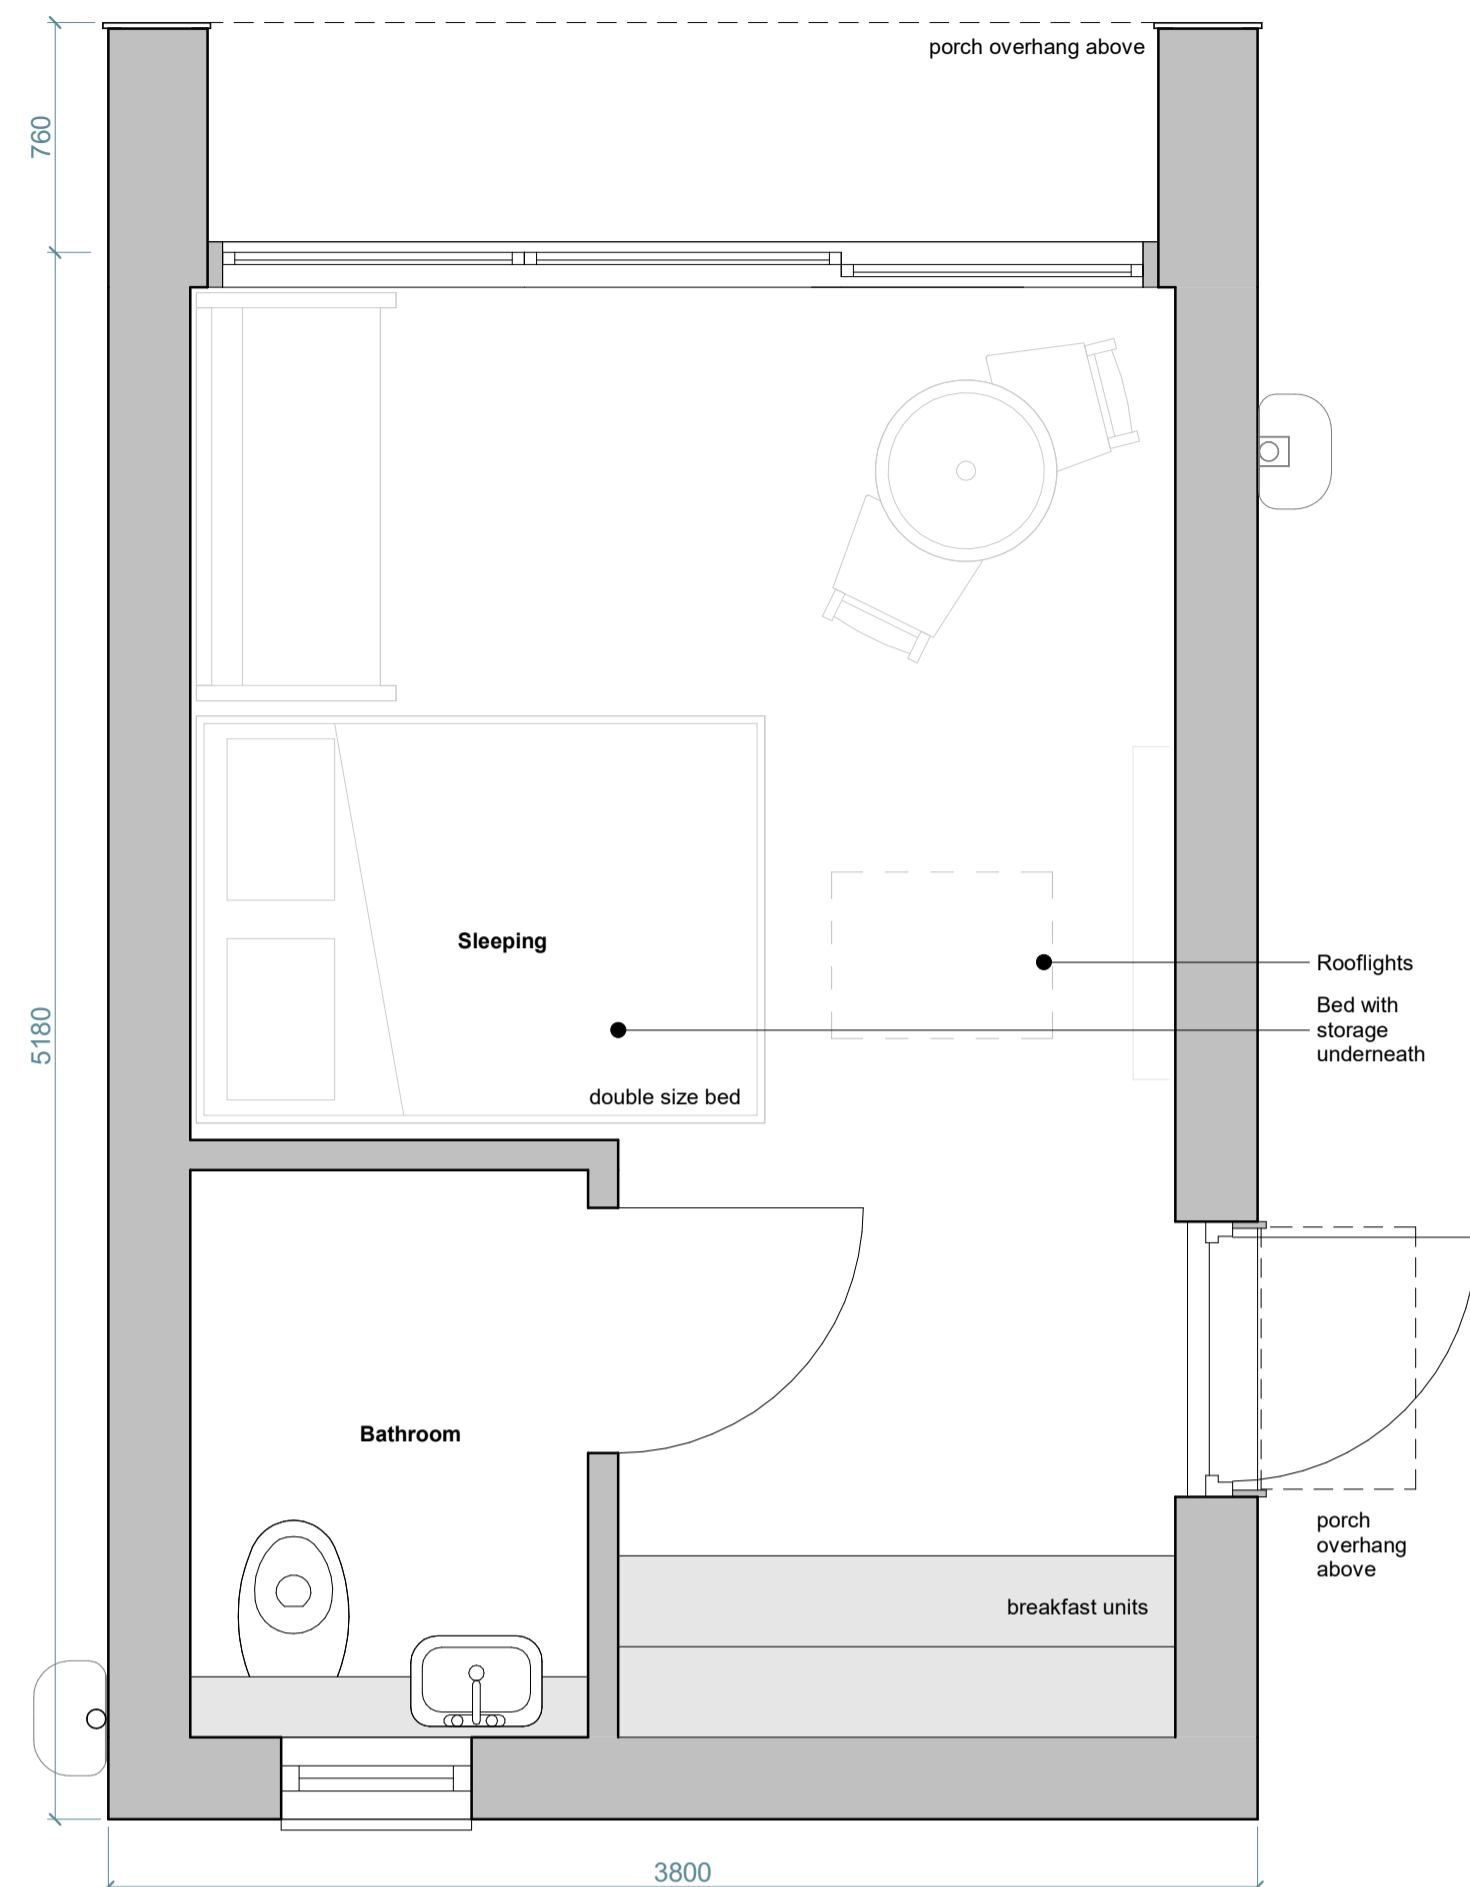 porch overhang above
760
Sleeping
Rooflights
Bed with
storage
underneath
5180
double size bed
Bathroom
porch
overhang
above
breakfast units
3800